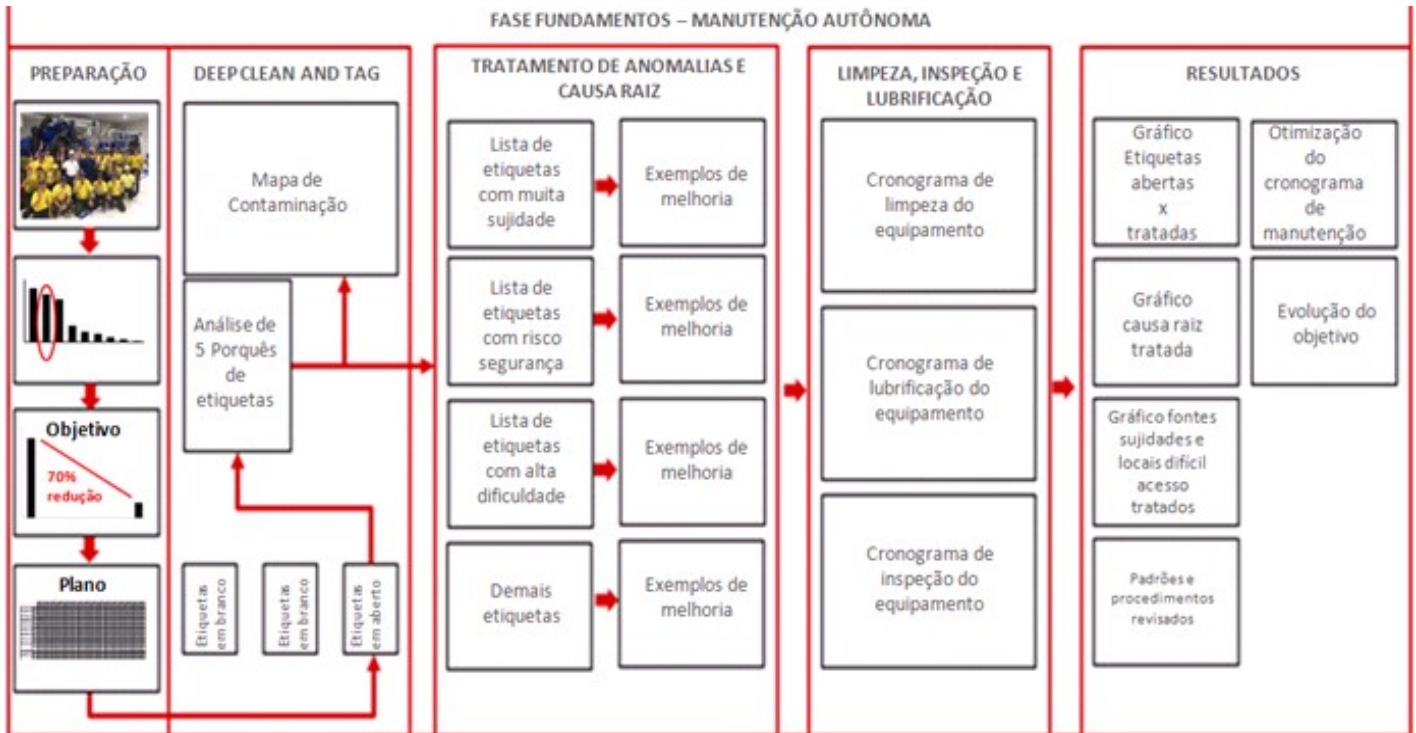 FASE FUNDAMENTOS – MANUTENÇÃO AUTÔNOMA
PREPARAÇÃO
Objetivo
70%
redução
Plano
DEEP CLEAN AND TAG
Mapa de
Contaminação
Análise de
5 Porquês
de
etiquetas
Etiquetas
em branco
Etiquetas
em branco
Etiquetas
em aberto
TRATAMENTO DE ANOMALIAS E
CAUSA RAIZ
Lista de
etiquetas
com muita
sujidade
Exemplos de
melhoria
Lista de
etiquetas
com risco
segurança
Exemplos de
melhoria
Lista de
etiquetas
com alta
dificuldade
Exemplos de
melhoria
Demais
etiquetas
Exemplos de
melhoria
LIMPEZA, INSPEÇÃO E
LUBRIFICAÇÃO
Cronograma de
limpeza do
equipamento
Cronograma de
lubrificação do
equipamento
Cronograma de
inspeção do
equipamento
RESULTADOS
Gráfico
Etiquetas
abertas
x
tratadas
Otimização
do
cronograma
de
manutenção
Gráfico
causa raiz
tratada
Evolução do
objetivo
Gráfico fontes
sujidades e
locais difícil
acesso
tratados
Padrões e
procedimentos
revisados